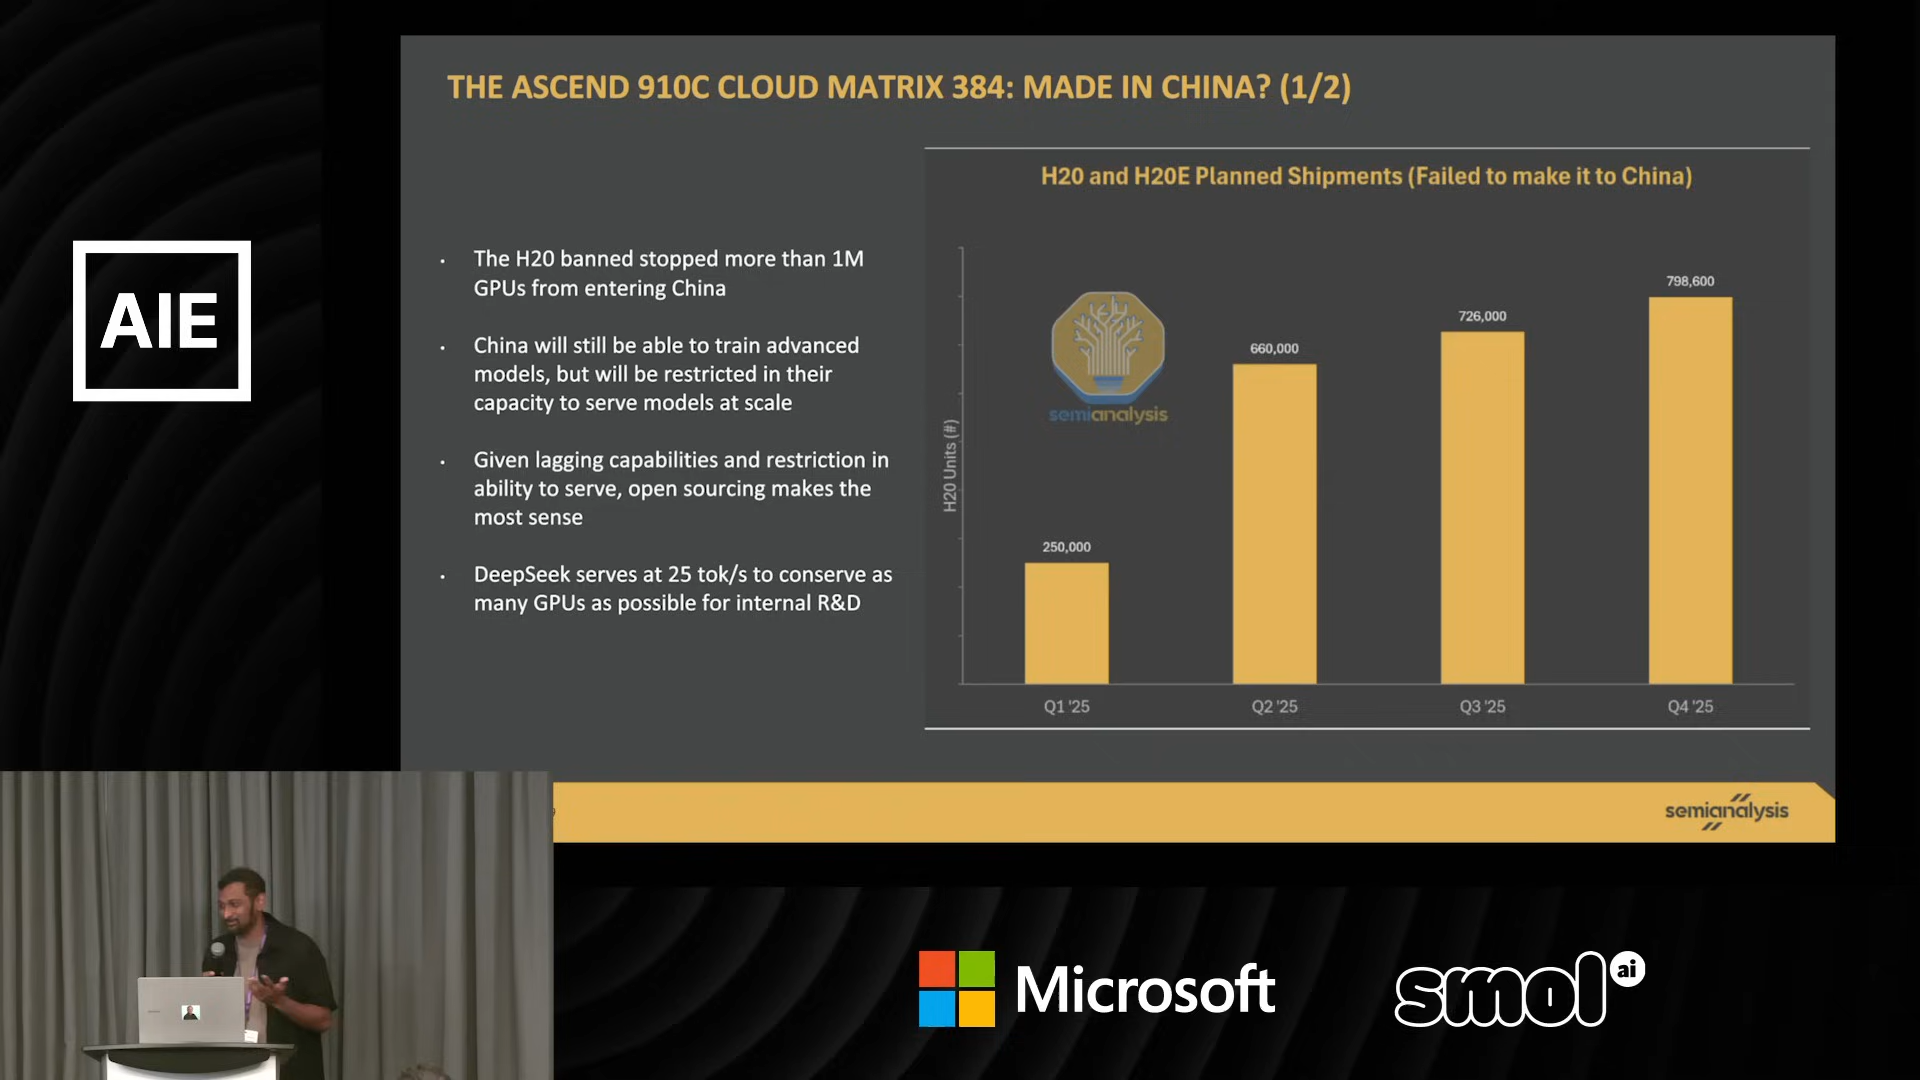 AIE
THE ASCEND 910C CLOUD MATRIX 384: MADE IN CHINA? (1/2)
• The H20 banned stopped more than 1M
GPUs from entering China
• China will still be able to train advanced
models, but will be restricted in their
capacity to serve models at scale
• Given lagging capabilities and restriction in
ability to serve, open sourcing makes the
most sense
• DeepSeek serves at 25 tok/s to conserve as
many GPUs as possible for internal R&D
H20 and H20E Planned Shipments (Failed to make it to China)
H20 Units (#)
semianalysis
250,000
660,000
726,000
798,600
Q1 '25
Q2 '25
Q3 '25
Q4 '25
semianalysis
Microsoft
smol ai